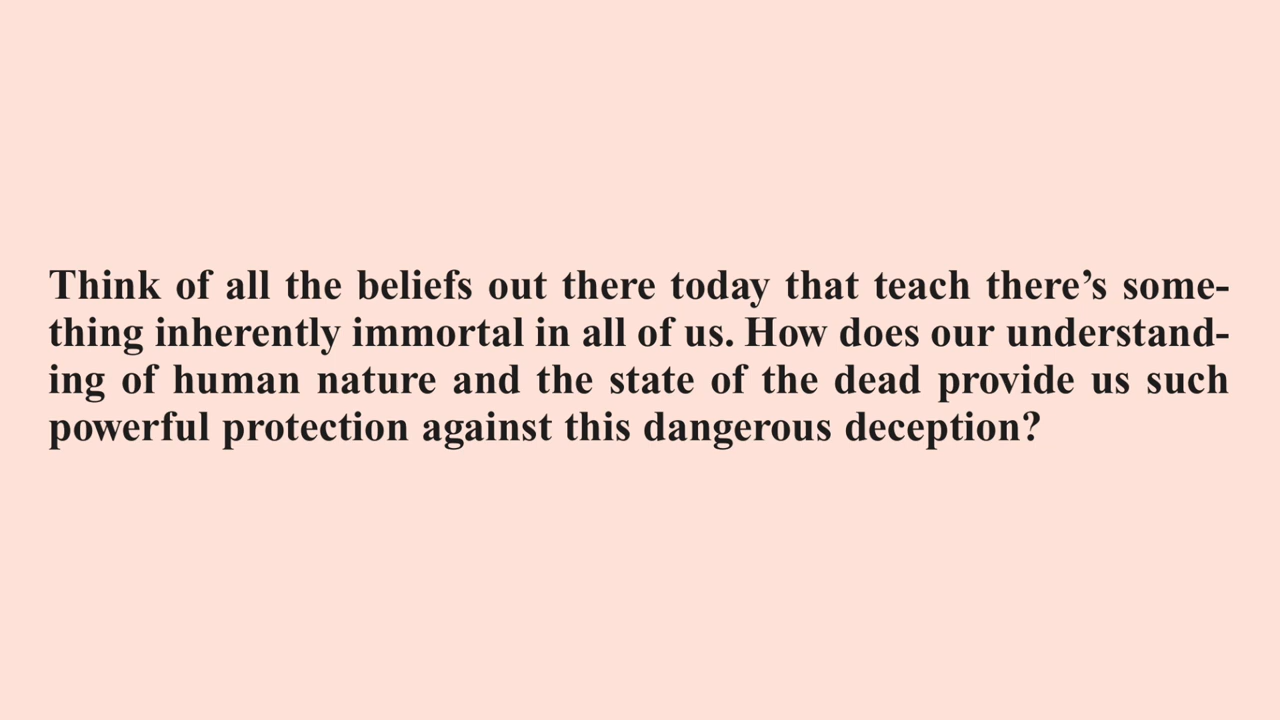 Think of all the beliefs out there today that teach there’s some-
thing inherently immortal in all of us. How does our understand-
ing of human nature and the state of the dead provide us such
powerful protection against this dangerous deception?